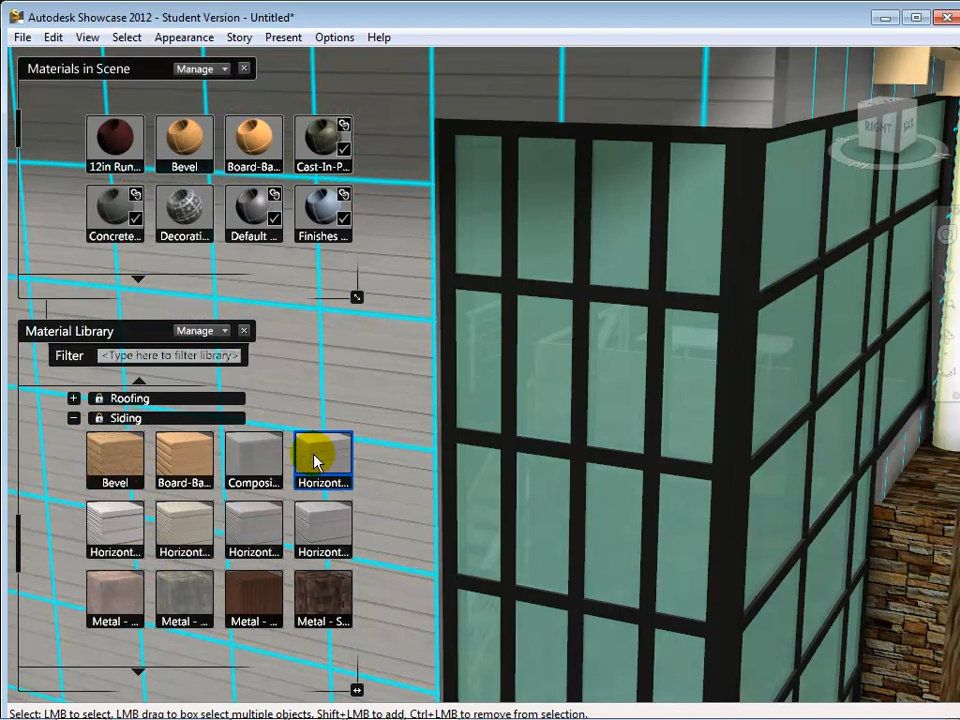 Autodesk Showcase 2012 - Student Version - Untitled*
File Edit View Select Appearance Story Present Options Help
Materials in Scene Manage
12in Run... Bevel Board-Ba... Cast-In-P...
Concrete... Decorati... Default ... Finishes ...
Material Library Manage
Filter <Type here to filter library>
Roofing
Siding
Bevel Board-Ba... Composi... Horizont...
Horizont... Horizont... Horizont... Horizont...
Metal - ... Metal - ... Metal - ... Metal - S...
RIGHT
Select: LMB to select, LMB drag to box select multiple objects. Shift+LMB to add, Ctrl+LMB to remove from selection.